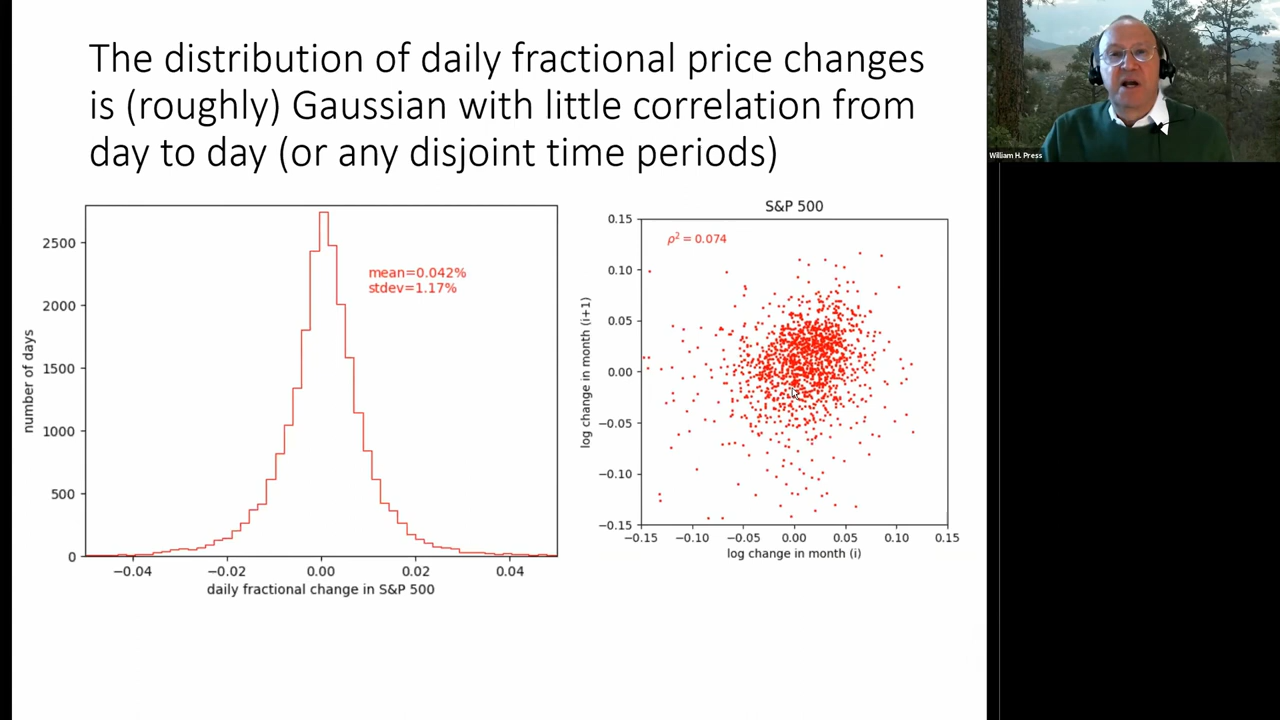 The distribution of daily fractional price changes
is (roughly) Gaussian with little correlation from
day to day (or any disjoint time periods)
mean=0.042%
stdev=1.17%
2500
2000
1500
1000
500
0
number of days
−0.04 −0.02 0.00 0.02 0.04
daily fractional change in S&P 500
S&P 500
ρ² = 0.074
0.15
0.10
0.05
0.00
−0.05
−0.10
−0.15
log change in month (i+1)
−0.15 −0.10 −0.05 0.00 0.05 0.10 0.15
log change in month (i)
William H. Press